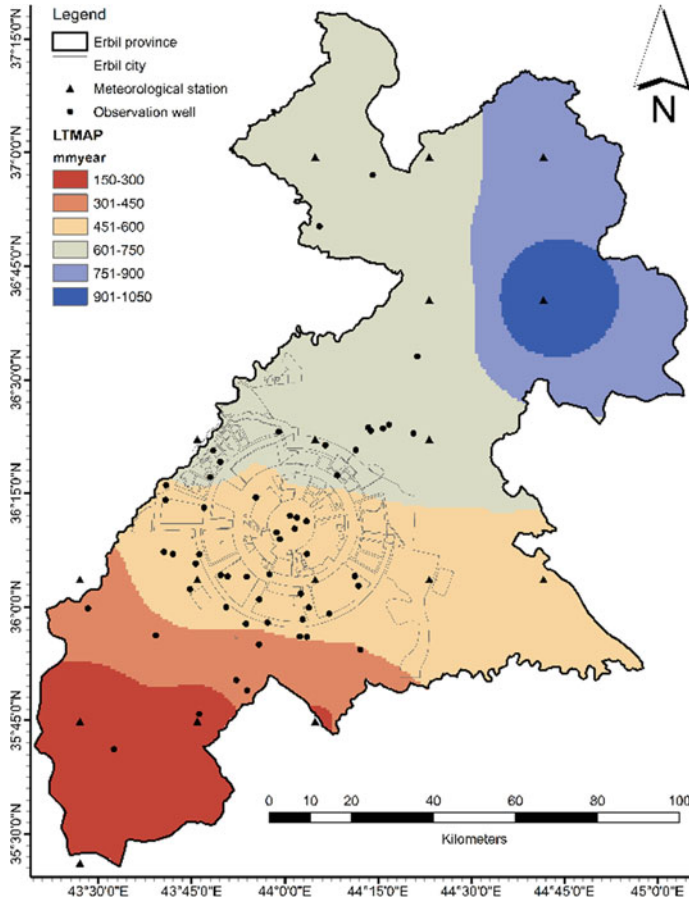 Legend
Erbil province
Erbil city
Meteorological station
Observation well
LTMAP
mmyear
150-300
301-450
451-600
601-750
751-900
901-1050
N
37°15'0"N
37°0'0"N
36°45'0"N
36°30'0"N
36°15'0"N
36°0'0"N
35°45'0"N
35°30'0"N
0 10 20 40 60 80 100
Kilometers
43°30'0"E 43°45'0"E 44°0'0"E 44°15'0"E 44°30'0"E 44°45'0"E 45°0'0"E